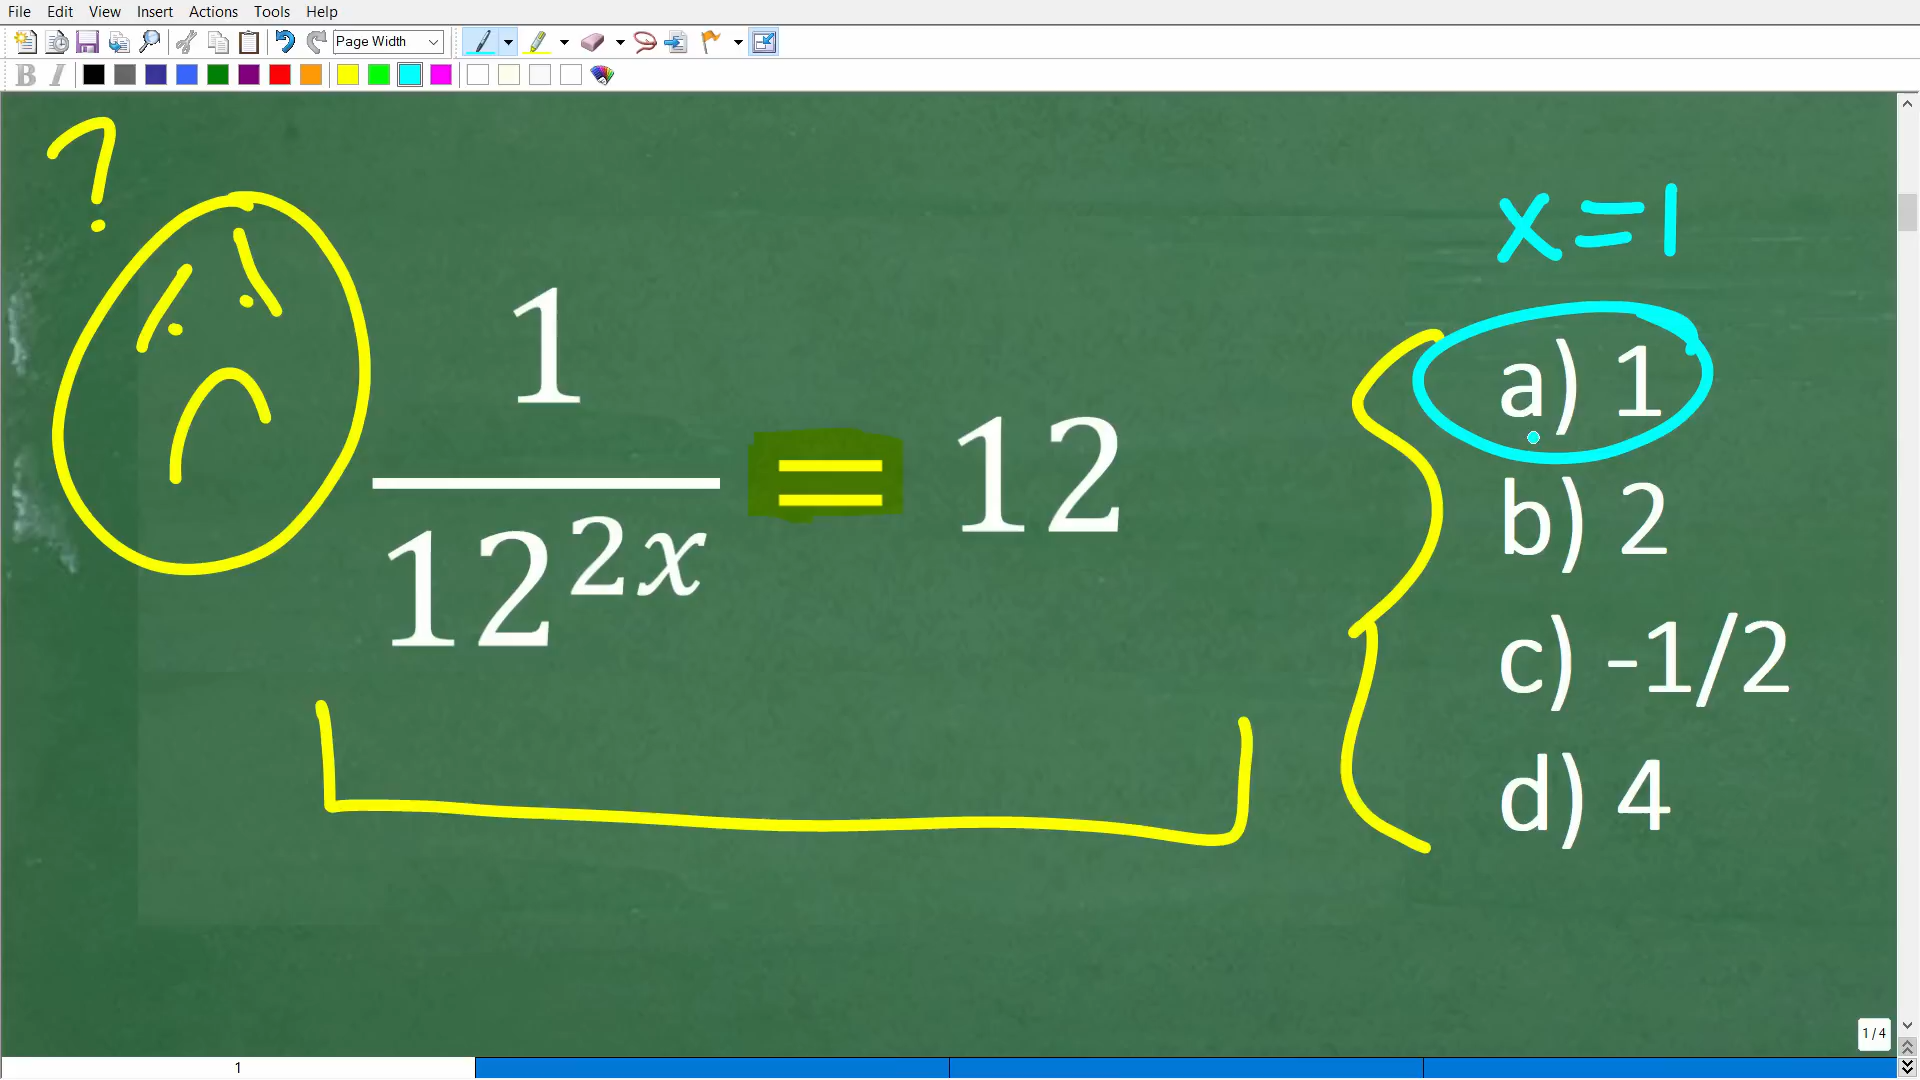 File Edit View Insert Actions Tools Help
Page Width
B I
?
x=1
1
12^{2x}
= 12
a) 1
b) 2
c) -1/2
d) 4
1 / 4
1